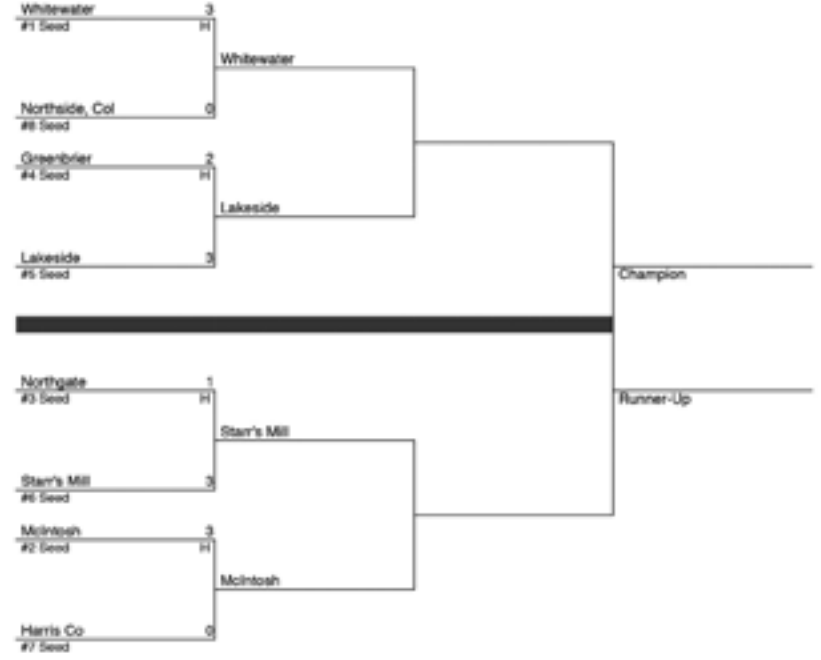 Whitewater 3
#1 Seed H
Whitewater
Northside, Col 0
#8 Seed
Greenbrier 2
#4 Seed H
Lakeside
Lakeside 3
#5 Seed
Champion
Northgate 1
#3 Seed H
Runner-Up
Starr's Mill
Starr's Mill 3
#6 Seed
McIntosh 3
#2 Seed H
McIntosh
Harris Co 0
#7 Seed